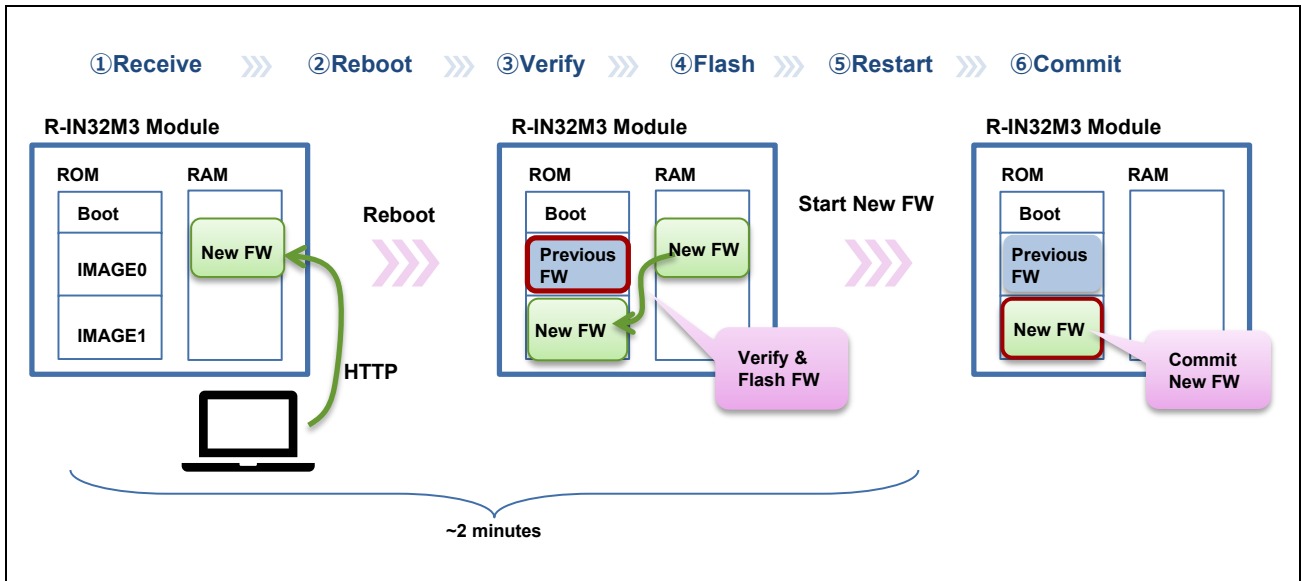 ①Receive
②Reboot
③Verify
④Flash
⑤Restart
⑥Commit
R-IN32M3 Module
ROM
RAM
Boot
IMAGE0
IMAGE1
New FW
HTTP
Reboot
R-IN32M3 Module
ROM
RAM
Boot
Previous
FW
New FW
New FW
Verify &
Flash FW
Start New FW
R-IN32M3 Module
ROM
RAM
Boot
Previous
FW
New FW
Commit
New FW
~2 minutes